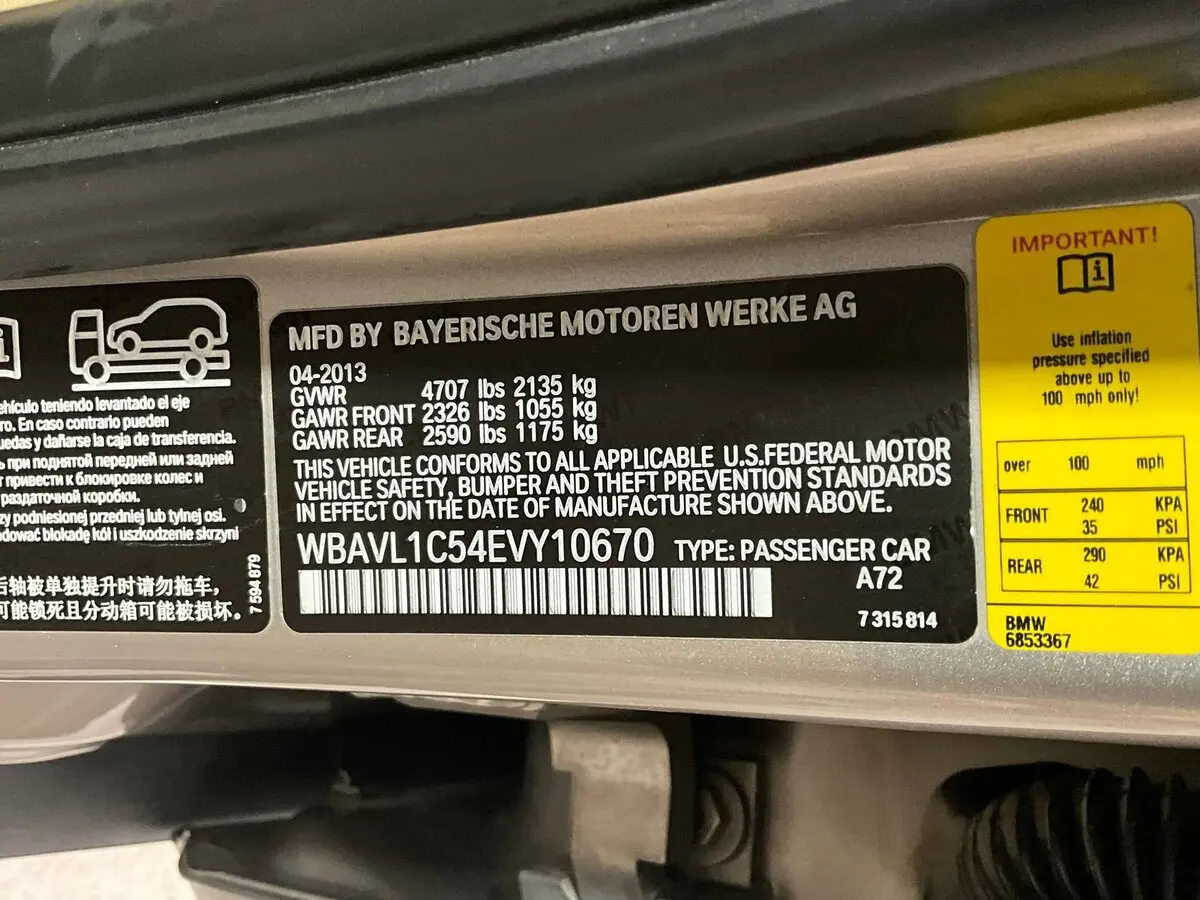 ehículo teniendo levantado el eje
ro. En caso contrario pueden
uedas y dañarse la caja de transferencia.
ь при поднятой передней или задней
т привести к блокировке колес и
раздаточной коробки.
zy podniesionej przedniej lub tylnej osi.
odować blokadę kół i uszkodzenie skrzyni
后轴被单独提升时请勿拖车，
可能锁死且分动箱可能被损坏。
7 594 879
MFD BY BAYERISCHE MOTOREN WERKE AG
04-2013
GVWR 4707 lbs 2135 kg
GAWR FRONT 2326 lbs 1055 kg
GAWR REAR 2590 lbs 1175 kg
THIS VEHICLE CONFORMS TO ALL APPLICABLE U.S.FEDERAL MOTOR
VEHICLE SAFETY, BUMPER AND THEFT PREVENTION STANDARDS
IN EFFECT ON THE DATE OF MANUFACTURE SHOWN ABOVE.
WBAVL1C54EVY10670 TYPE: PASSENGER CAR
A72
7 315 814
IMPORTANT!
Use inflation
pressure specified
above up to
100 mph only!
over 100 mph
FRONT 240 KPA
35 PSI
REAR 290 KPA
42 PSI
BMW
6853367